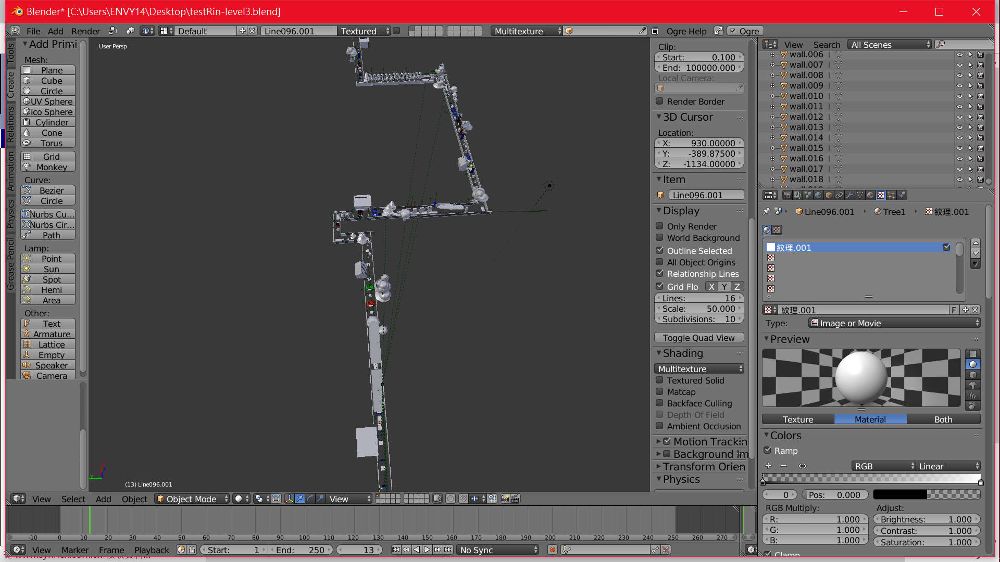 Blender* [C:\Users\ENVY14\Desktop\testRin-level3.blend]
File Add Render Default Line096.001 Textured Multitexture Ogre Help Ogre
Tools
Create
Relations
Animation
Physics
Grease Pencil
Add Primi
Mesh:
Plane
Cube
Circle
UV Sphere
Ico Sphere
Cylinder
Cone
Torus
Grid
Monkey
Curve:
Bezier
Circle
Nurbs Cu...
Nurbs Cir...
Path
Lamp:
Point
Sun
Spot
Hemi
Area
Other:
Text
Armature
Lattice
Empty
Speaker
Camera
User Persp
(13) Line096.001
Clip:
Start: 0.100
End: 100000.000
Local Camera:
Render Border
3D Cursor
Location:
X: 930.00000
Y: -389.87500
Z: -1134.00000
Item
Line096.001
Display
Only Render
World Background
Outline Selected
All Object Origins
Relationship Lines
Grid Flo X Y Z
Lines: 16
Scale: 50.000
Subdivisions: 10
Toggle Quad View
Shading
Multitexture
Textured Solid
Matcap
Backface Culling
Depth Of Field
Ambient Occlusion
Motion Trackin
Background Im
Transform Orien
Physics
View Search All Scenes
wall.006
wall.007
wall.008
wall.009
wall.010
wall.011
wall.012
wall.013
wall.014
wall.015
wall.016
wall.017
wall.018
Line096.001 Tree1 紋理.001
紋理.001
紋理.001 F
Type: Image or Movie
Preview
Texture Material Both
Colors
Ramp
RGB Linear
0 Pos: 0.000
RGB Multiply: Adjust:
R: 1.000 Brightness: 1.000
G: 1.000 Contrast: 1.000
B: 1.000 Saturation: 1.000
Clamp
View Select Add Object Object Mode View
-10 0 10 20 30 40 50 60 70 80 90 100 110 120 130 140 150 160 170 180 190 200 210 220 230 240 250 260 270
View Marker Frame Playback Start: 1 End: 250 13 No Sync